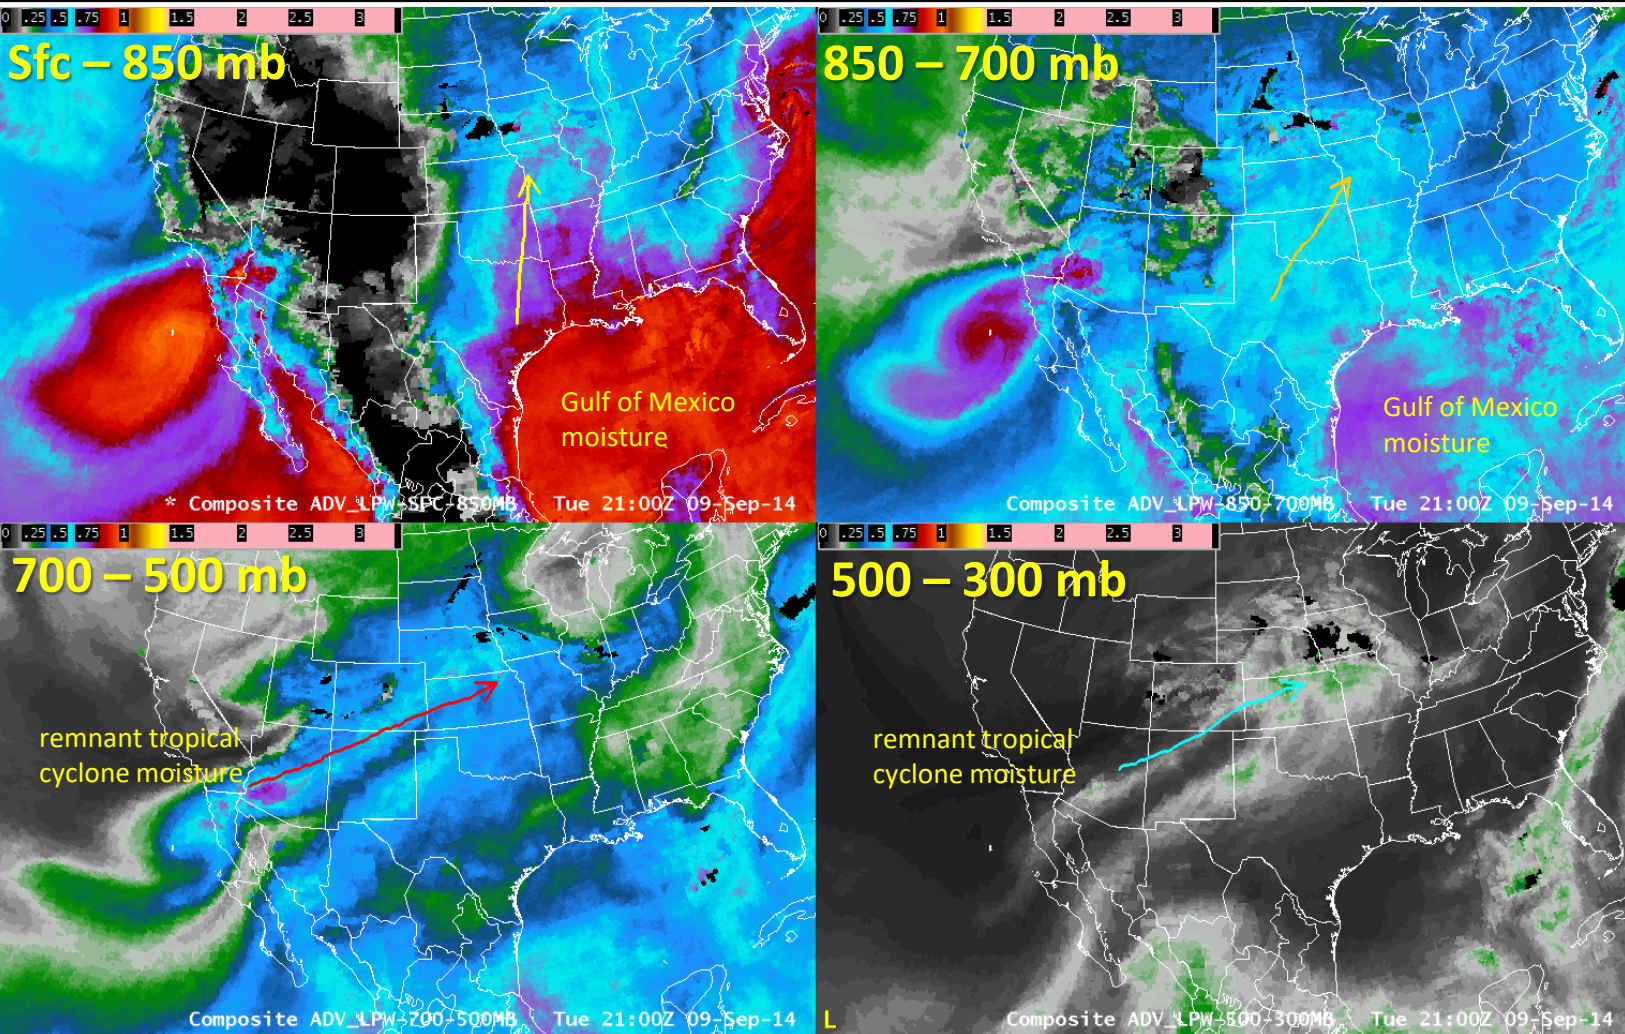 0 .25 .5 .75 1 1.5 2 2.5 3
Sfc – 850 mb
Gulf of Mexico
moisture
* Composite ADV_LPW-SFC-850MB Tue 21:00Z 09-Sep-14
0 .25 .5 .75 1 1.5 2 2.5 3
850 – 700 mb
Gulf of Mexico
moisture
Composite ADV_LPW-850-700MB Tue 21:00Z 09-Sep-14
0 .25 .5 .75 1 1.5 2 2.5 3
700 – 500 mb
remnant tropical
cyclone moisture
Composite ADV_LPW-700-500MB Tue 21:00Z 09-Sep-14
0 .25 .5 .75 1 1.5 2 2.5 3
500 – 300 mb
remnant tropical
cyclone moisture
L
Composite ADV_LPW-500-300MB Tue 21:00Z 09-Sep-14